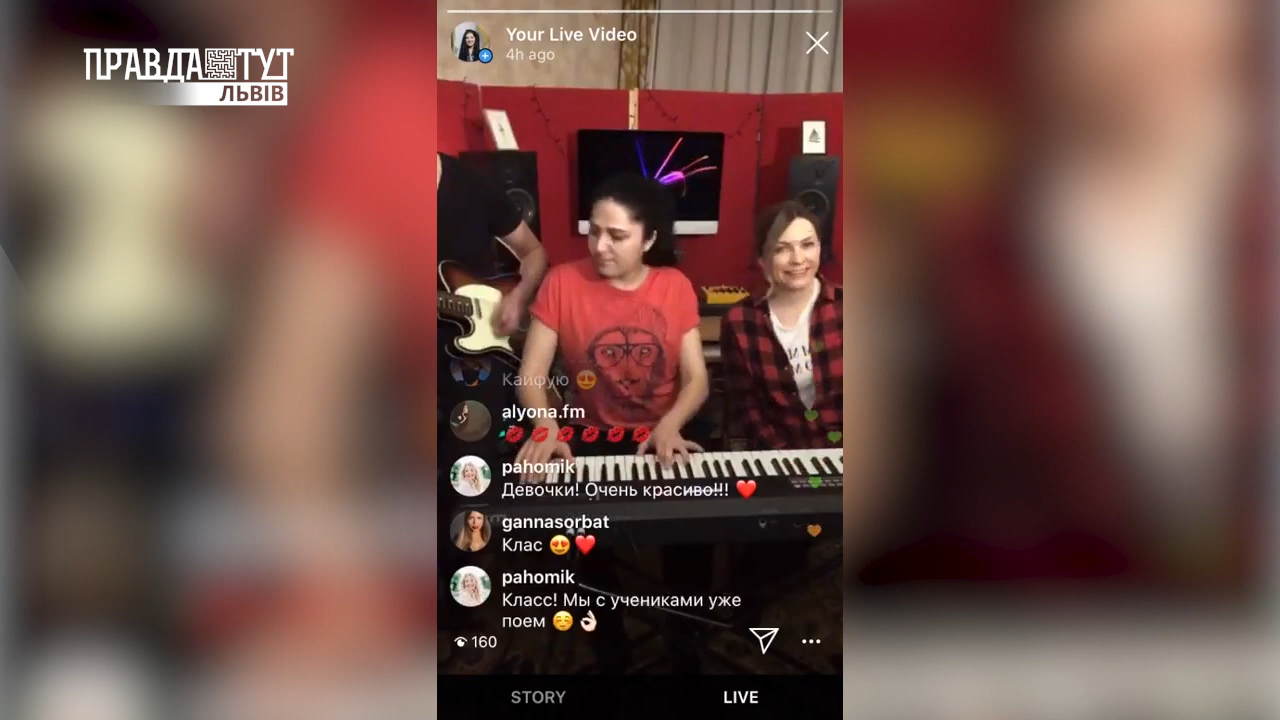 ПРАВДА ТУТ
ЛЬВІВ
Your Live Video
4h ago
Кайфую 😍
alyona.fm
💋💋💋💋💋💋
pahomik
Девочки! Очень красиво!!! ❤️
gannasorbat
Клас 😍❤️
pahomik
Класс! Мы с учениками уже
поем ☺️👌🏻
160
STORY
LIVE